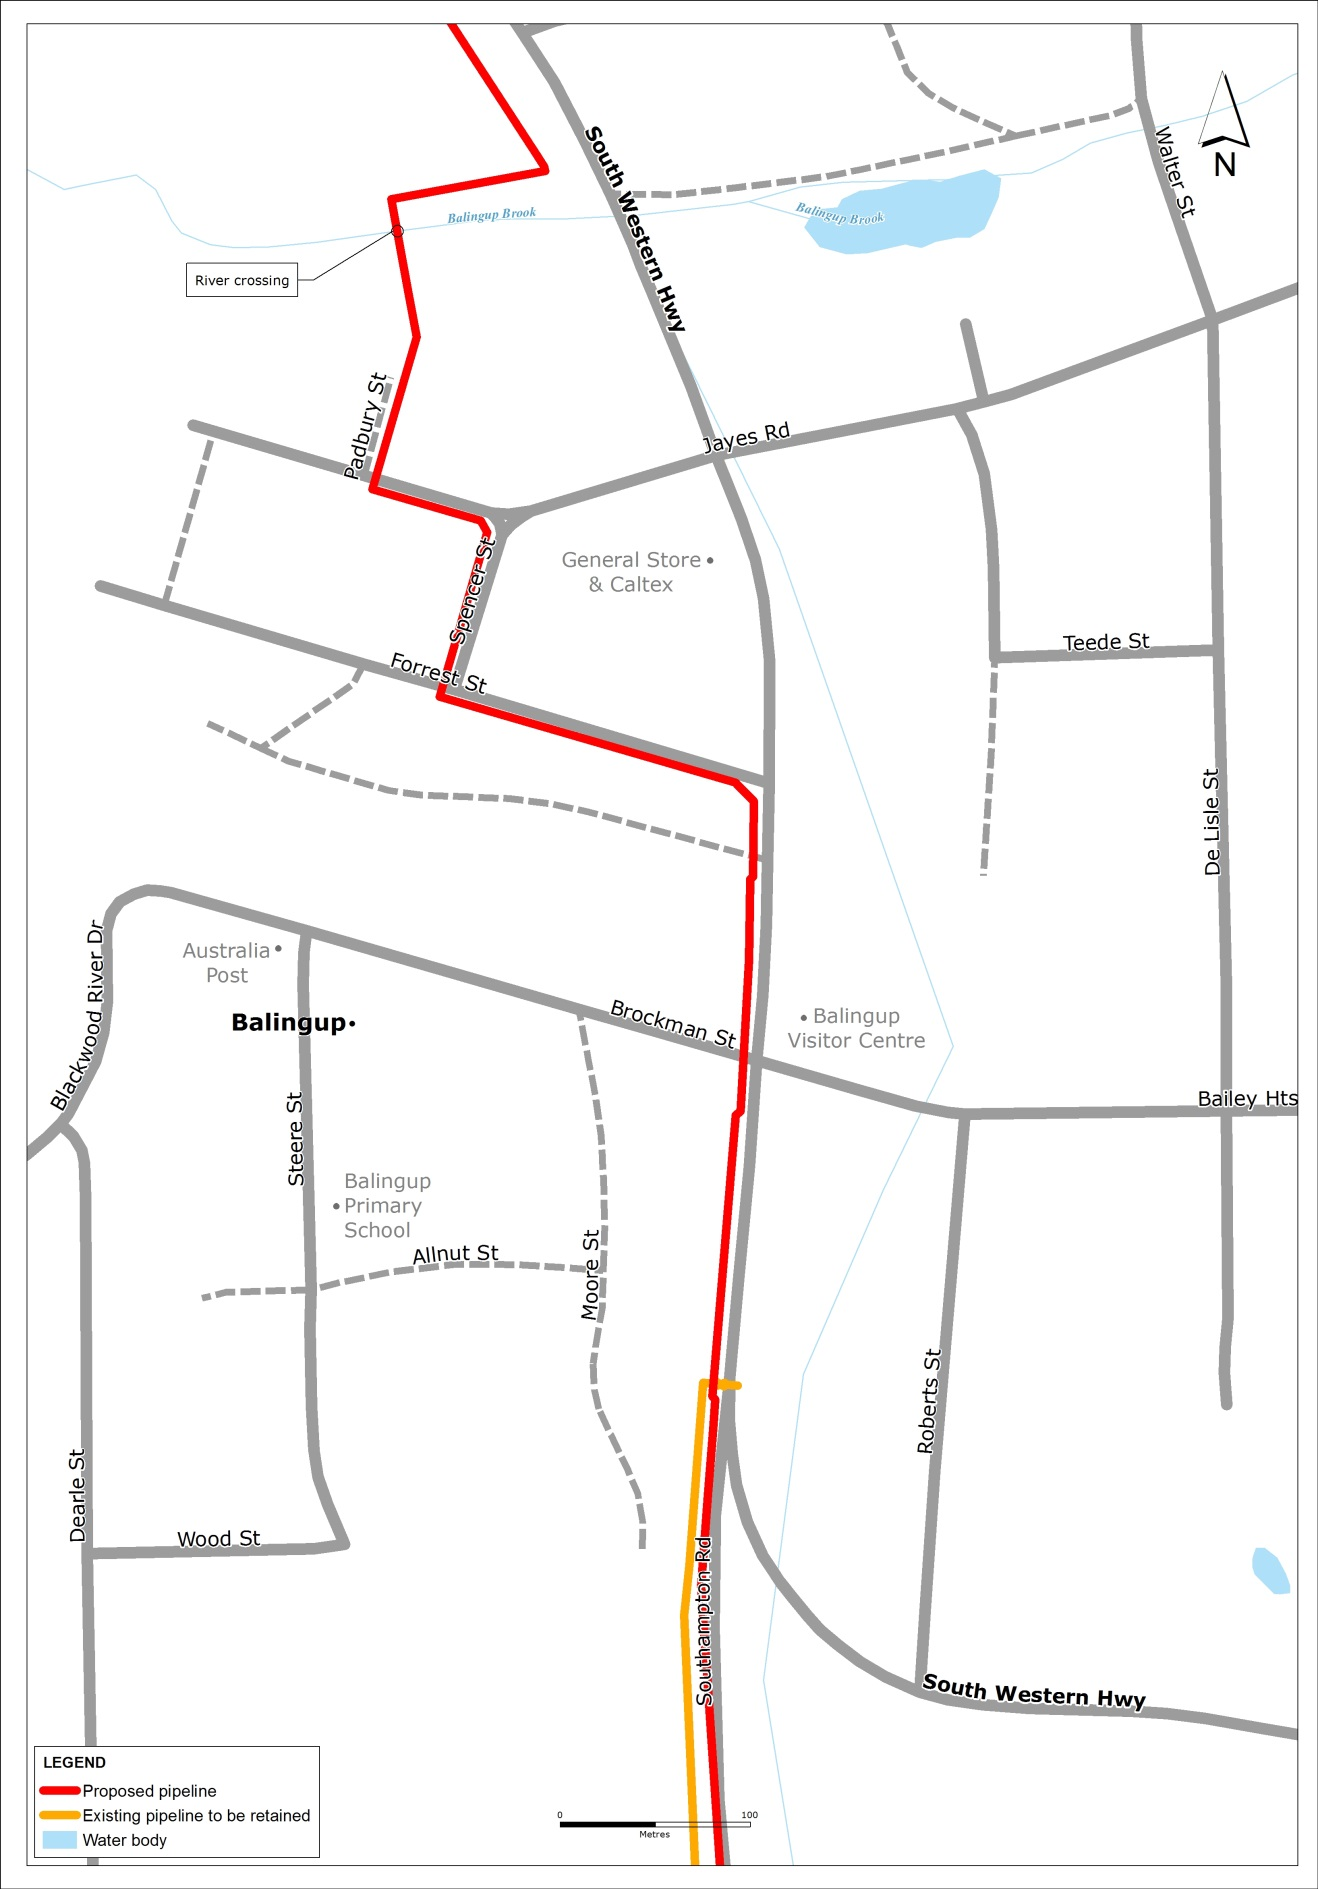 South Western Hwy
Walter St
N
Balingup Brook
Balingup Brook
River crossing
Padbury St
Jayes Rd
General Store
& Caltex
Spencer St
Teede St
Forrest St
De Lisle St
Blackwood River Dr
Australia
Post
Balingup
Brockman St
Balingup
Visitor Centre
Bailey Hts
Steere St
Balingup
Primary
School
Allnut St
Moore St
Roberts St
Dearle St
Wood St
Southampton Rd
South Western Hwy
LEGEND
Proposed pipeline
Existing pipeline to be retained
Water body
0 100
Metres